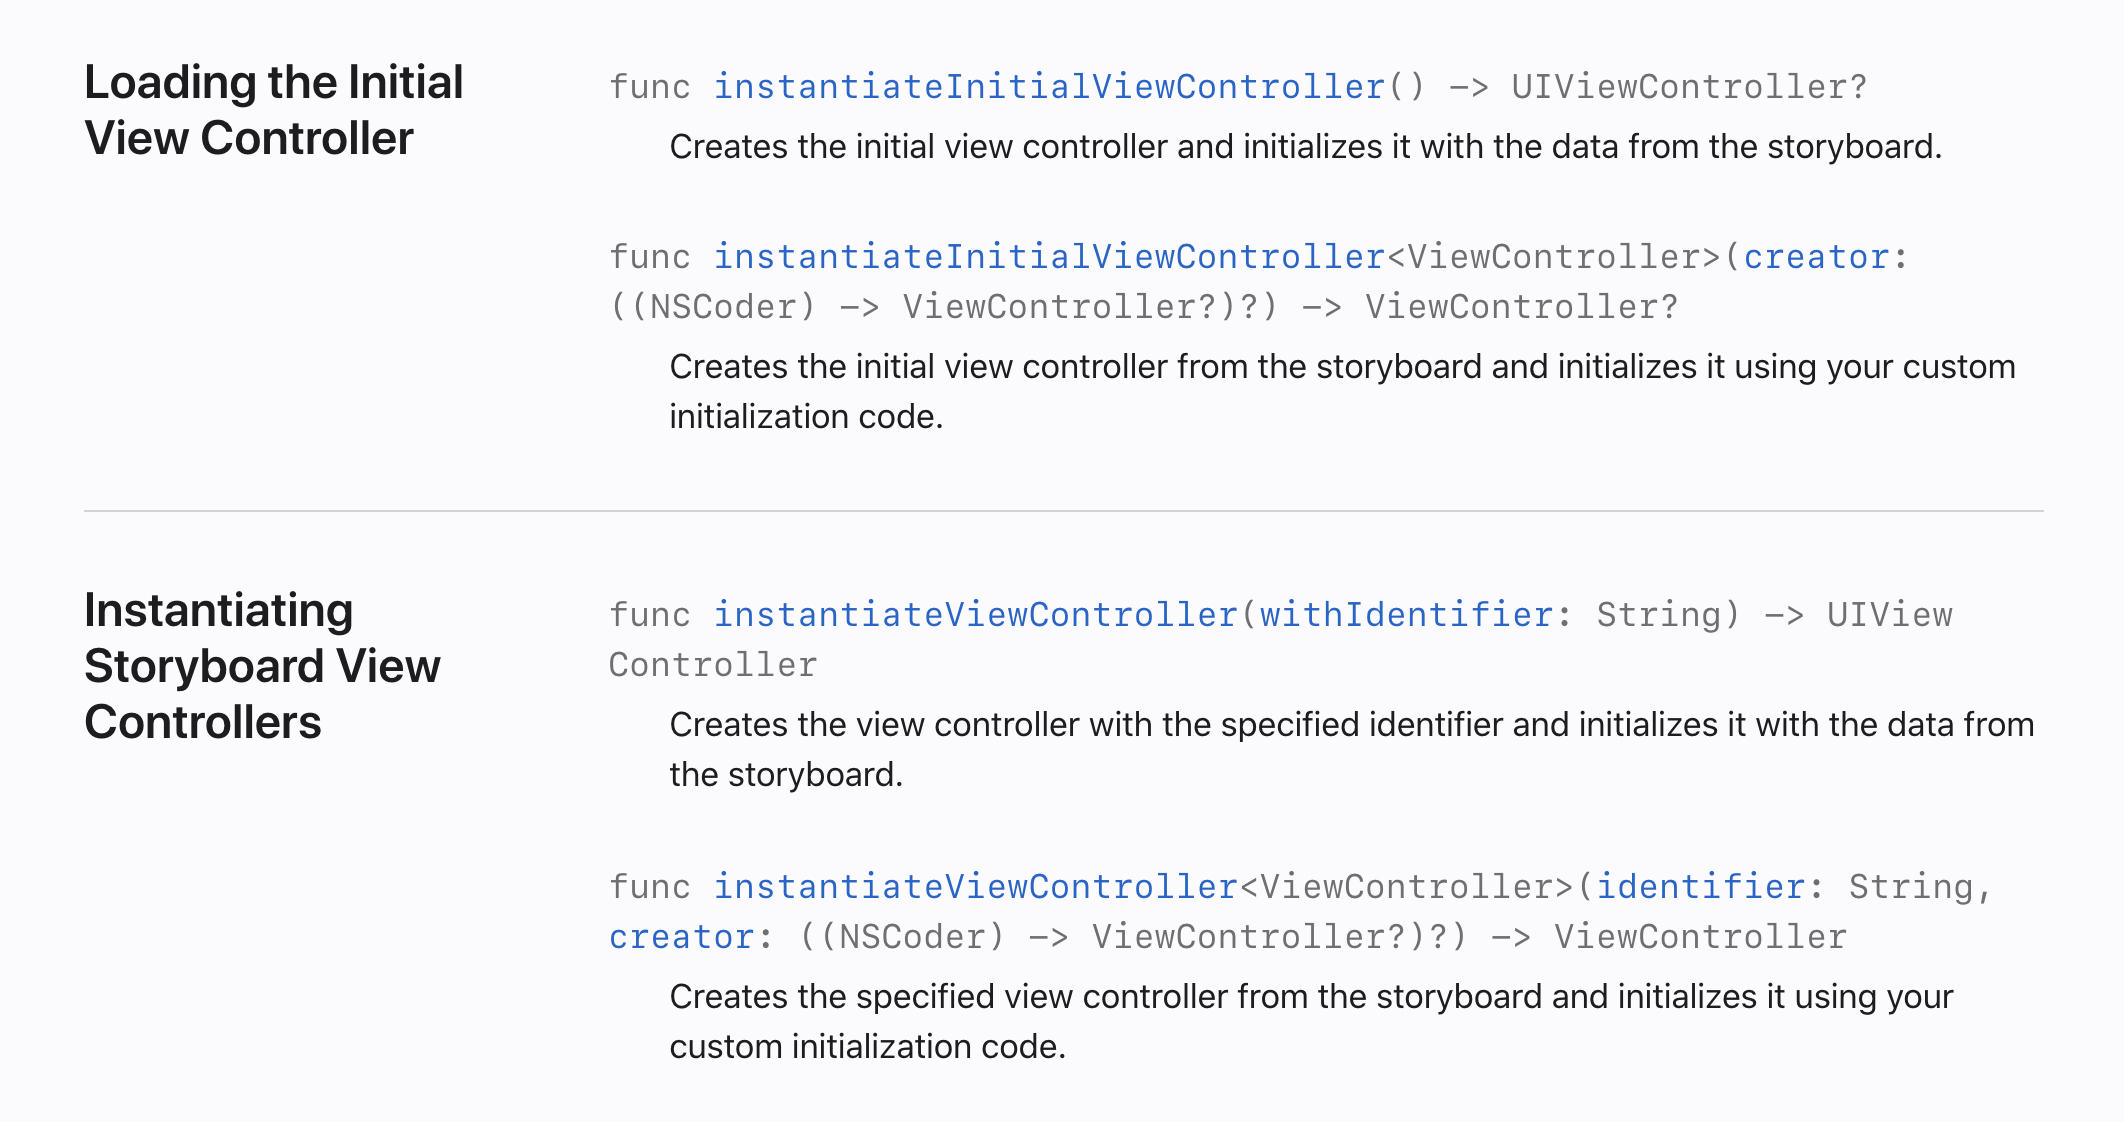 Loading the Initial
View Controller
func instantiateInitialViewController() -> UIViewController?
Creates the initial view controller and initializes it with the data from the storyboard.
func instantiateInitialViewController<ViewController>(creator:
((NSCoder) -> ViewController?)?) -> ViewController?
Creates the initial view controller from the storyboard and initializes it using your custom
initialization code.
Instantiating
Storyboard View
Controllers
func instantiateViewController(withIdentifier: String) -> UIView
Controller
Creates the view controller with the specified identifier and initializes it with the data from
the storyboard.
func instantiateViewController<ViewController>(identifier: String,
creator: ((NSCoder) -> ViewController?)?) -> ViewController
Creates the specified view controller from the storyboard and initializes it using your
custom initialization code.